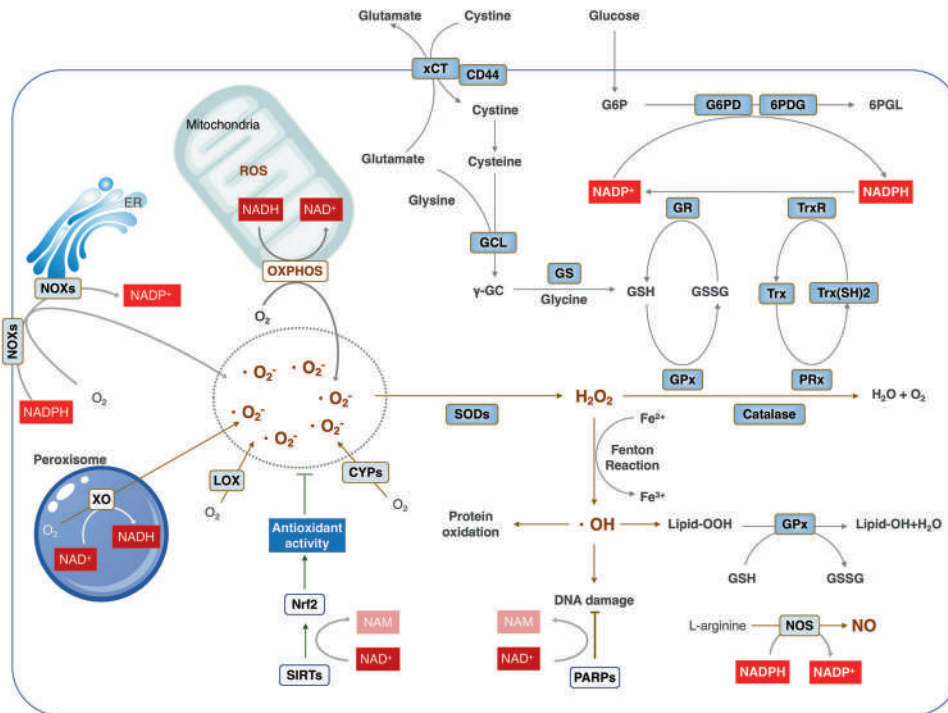 Glutamate
Cystine
Glucose
xCT
CD44
G6P
G6PD
6PDG
6PGL
Mitochondria
Cystine
ROS
Glutamate
Cysteine
NADP⁺
NADPH
ER
NADH
NAD⁺
Glysine
GR
TrxR
GCL
OXPHOS
NOXs
NADP⁺
GS
γ-GC
Glycine
GSH
GSSG
Trx
Trx(SH)2
O₂
NOXs
O₂
NADPH
· O₂⁻
· O₂⁻
· O₂⁻
· O₂⁻
· O₂⁻
· O₂⁻
GPx
PRx
SODs
H₂O₂
Catalase
H₂O + O₂
Fe²⁺
Fenton
Reaction
Fe³⁺
Peroxisome
XO
O₂
NAD⁺
NADH
LOX
O₂
CYPs
O₂
Antioxidant
activity
Protein
oxidation
· OH
Lipid-OOH
GPx
Lipid-OH+H₂O
GSH
GSSG
Nrf2
NAM
NAD⁺
SIRTs
DNA damage
NAM
NAD⁺
PARPs
L-arginine
NOS
NO
NADPH
NADP⁺